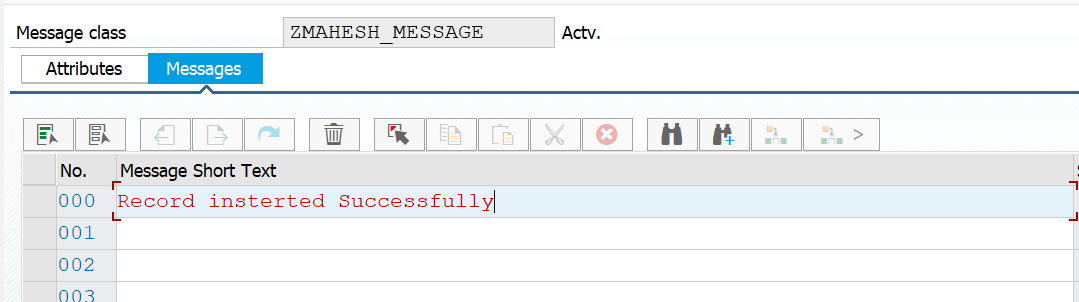 Message class ZMAHESH_MESSAGE Actv.
Attributes Messages
No. Message Short Text
000 Record insterted Successfully
001
002
003